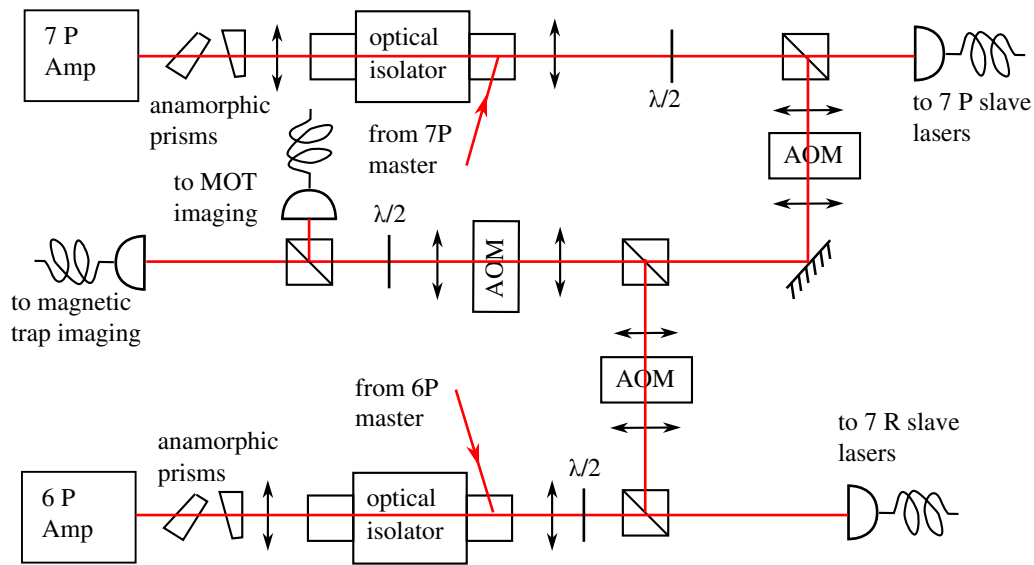 7 P
Amp
anamorphic
prisms
optical
isolator
from 7P
master
λ/2
to 7 P slave
lasers
AOM
to MOT
imaging
λ/2
AOM
to magnetic
trap imaging
AOM
from 6P
master
anamorphic
prisms
6 P
Amp
optical
isolator
λ/2
to 7 R slave
lasers